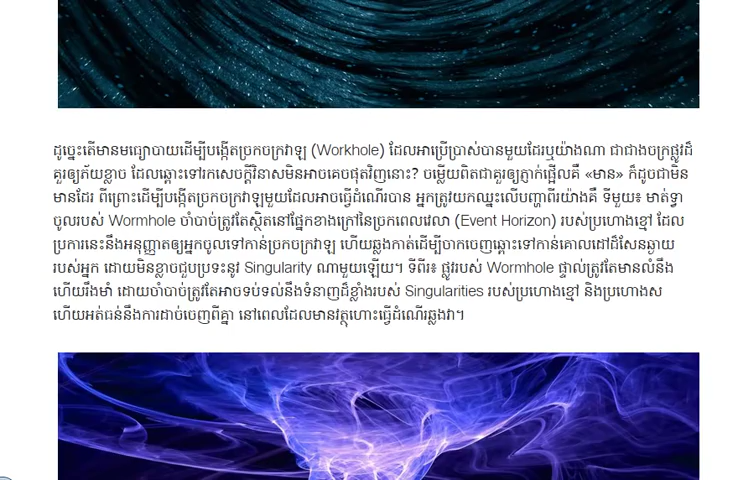 ដូច្នេះតើមានមធ្យោបាយដើម្បីបង្កើតច្រកចក្រវាឡ (Workhole) ដែលអាប្រើប្រាស់បានមួយដែរឬយ៉ាងណា ជាជាងចក្រផ្លូវដ៏
គួរឲ្យភ័យខ្លាច ដែលឆ្ពោះទៅរកសេចក្ដីវិនាសមិនអាចគេចផុតវិញនោះ? ចម្លើយពិតជាគួរឲ្យភ្ញាក់ផ្អើលគឺ «មាន» ក៏ដូចជាមិន
មានដែរ ពីព្រោះដើម្បីបង្កើតច្រកចក្រវាឡមួយដែលអាចធ្វើដំណើរបាន អ្នកត្រូវយកឈ្នះលើបញ្ហាពីរយ៉ាងគឺ ទីមួយ៖ មាត់ទ្វា
ចូលរបស់ Wormhole ចាំបាច់ត្រូវតែស្ថិតនៅផ្នែកខាងក្រៅនៃច្រកពេលវេលា (Event Horizon) របស់ប្រហោងខ្មៅ ដែល
ប្រការនេះនឹងអនុញ្ញាតឲ្យអ្នកចូលទៅកាន់ច្រកចក្រវាឡ ហើយឆ្លងកាត់ដើម្បីចាកចេញឆ្ពោះទៅកាន់គោលដៅដ៏សែនឆ្ងាយ
របស់អ្នក ដោយមិនខ្លាចជួបប្រទះនូវ Singularity ណាមួយឡើយ។ ទីពីរ៖ ផ្លូវរបស់ Wormhole ផ្ទាល់ត្រូវតែមានលំនឹង
ហើយរឹងមាំ ដោយចាំបាច់ត្រូវតែអាចទប់ទល់នឹងទំនាញដ៏ខ្លាំងរបស់ Singularities របស់ប្រហោងខ្មៅ និងប្រហោងស
ហើយអត់ធន់នឹងការដាច់ចេញពីគ្នា នៅពេលដែលមានវត្ថុហោះធ្វើដំណើរឆ្លងវា។